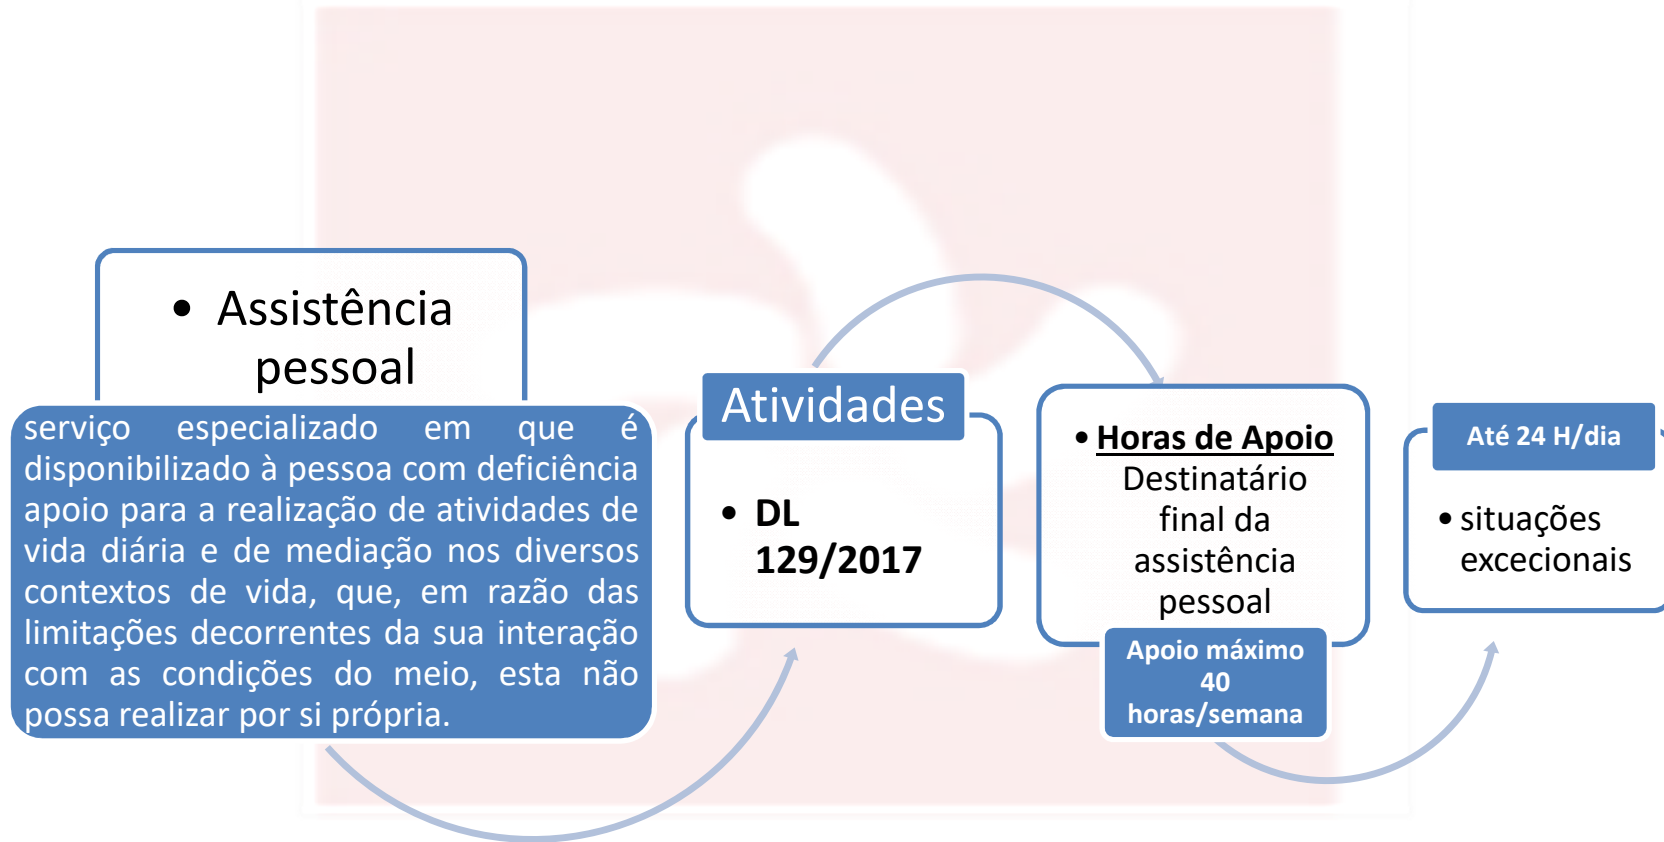 • Assistência
pessoal
serviço especializado em que é
disponibilizado à pessoa com deficiência
apoio para a realização de atividades de
vida diária e de mediação nos diversos
contextos de vida, que, em razão das
limitações decorrentes da sua interação
com as condições do meio, esta não
possa realizar por si própria.
Atividades
• DL
129/2017
• Horas de Apoio
Destinatário
final da
assistência
pessoal
Apoio máximo
40
horas/semana
Até 24 H/dia
• situações
excecionais